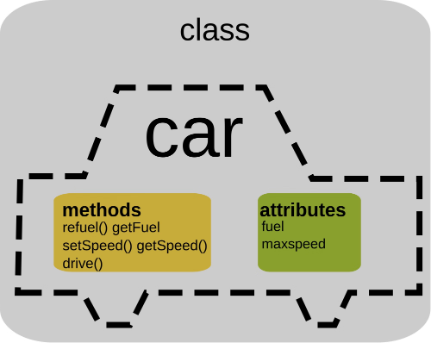 class
car
methods
refuel() getFuel
setSpeed() getSpeed()
drive()
attributes
fuel
maxspeed